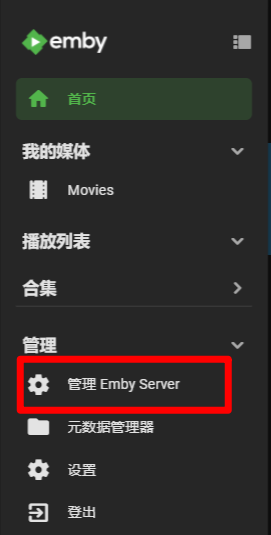 emby
首页
我的媒体
Movies
播放列表
合集
管理
管理 Emby Server
元数据管理器
设置
登出